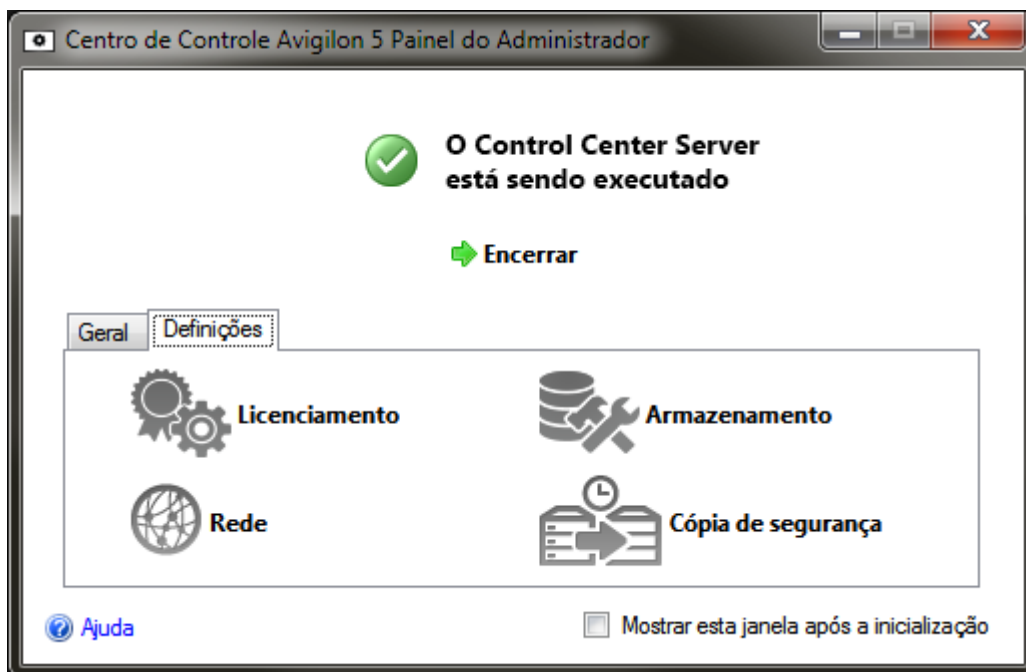 Centro de Controle Avigilon 5 Painel do Administrador
O Control Center Server
está sendo executado
Encerrar
Geral
Definições
Licenciamento
Armazenamento
Rede
Cópia de segurança
Ajuda
Mostrar esta janela após a inicialização